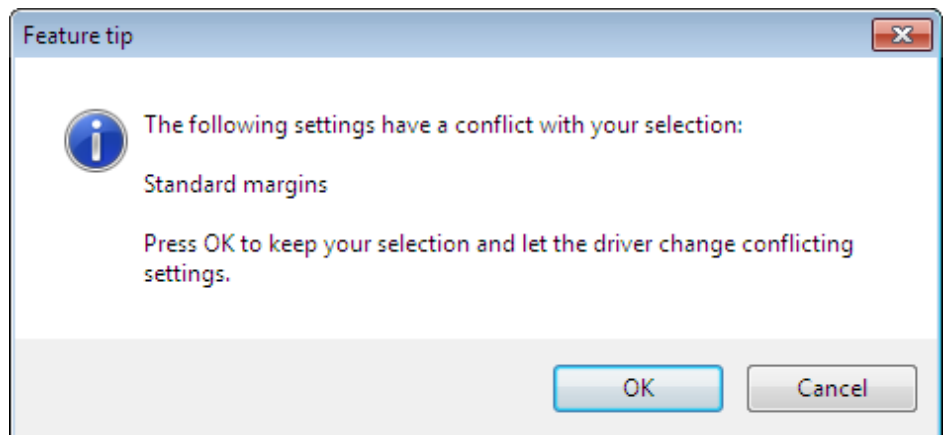 Feature tip
The following settings have a conflict with your selection:
Standard margins
Press OK to keep your selection and let the driver change conflicting
settings.
OK
Cancel